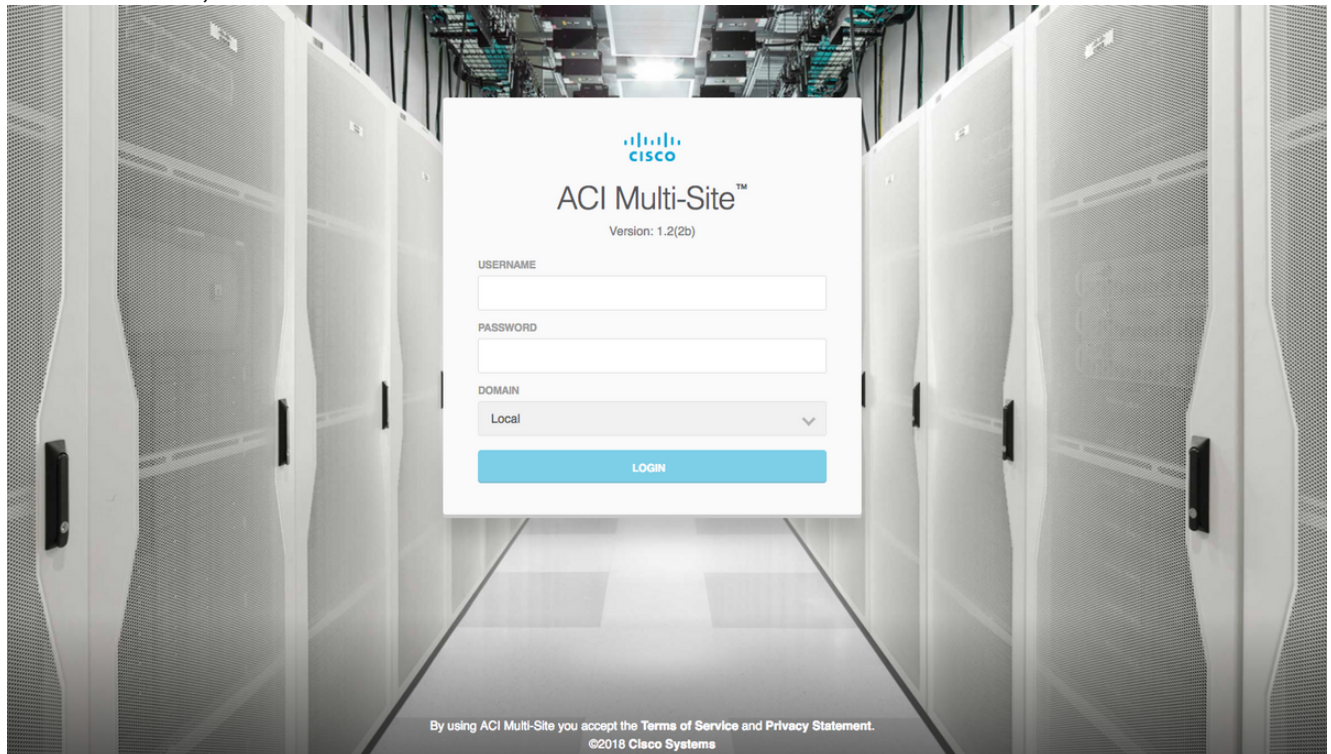 CISCO
ACI Multi-Site™
Version: 1.2(2b)
USERNAME
PASSWORD
DOMAIN
Local
LOGIN
By using ACI Multi-Site you accept the Terms of Service and Privacy Statement.
©2018 Cisco Systems